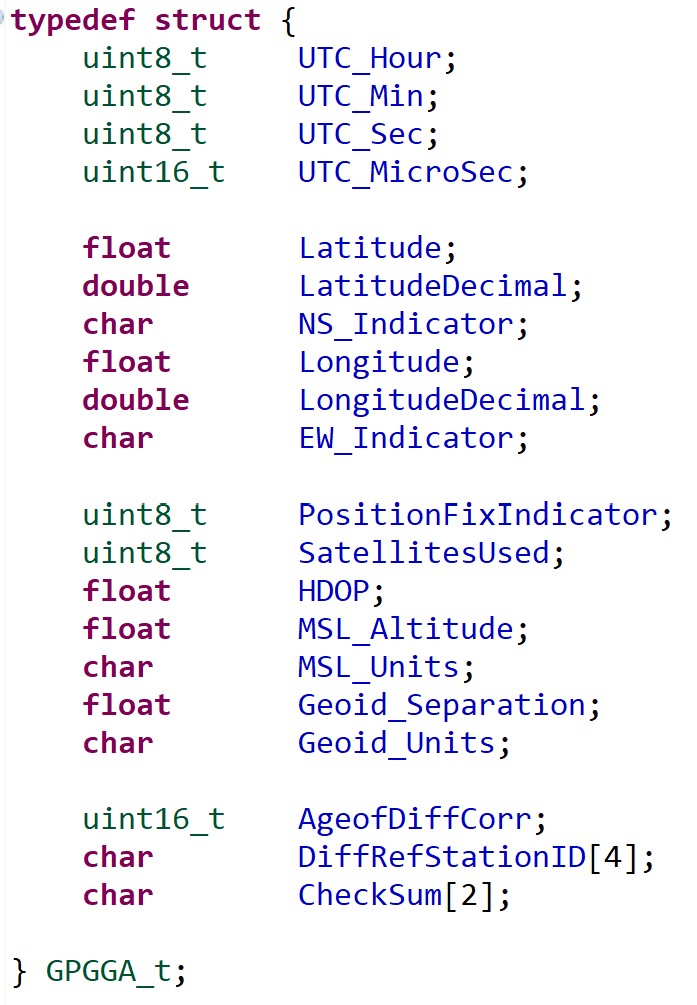 typedef struct {
    uint8_t     UTC_Hour;
    uint8_t     UTC_Min;
    uint8_t     UTC_Sec;
    uint16_t    UTC_MicroSec;

    float       Latitude;
    double      LatitudeDecimal;
    char        NS_Indicator;
    float       Longitude;
    double      LongitudeDecimal;
    char        EW_Indicator;

    uint8_t     PositionFixIndicator;
    uint8_t     SatellitesUsed;
    float       HDOP;
    float       MSL_Altitude;
    char        MSL_Units;
    float       Geoid_Separation;
    char        Geoid_Units;

    uint16_t    AgeofDiffCorr;
    char        DiffRefStationID[4];
    char        CheckSum[2];

} GPGGA_t;